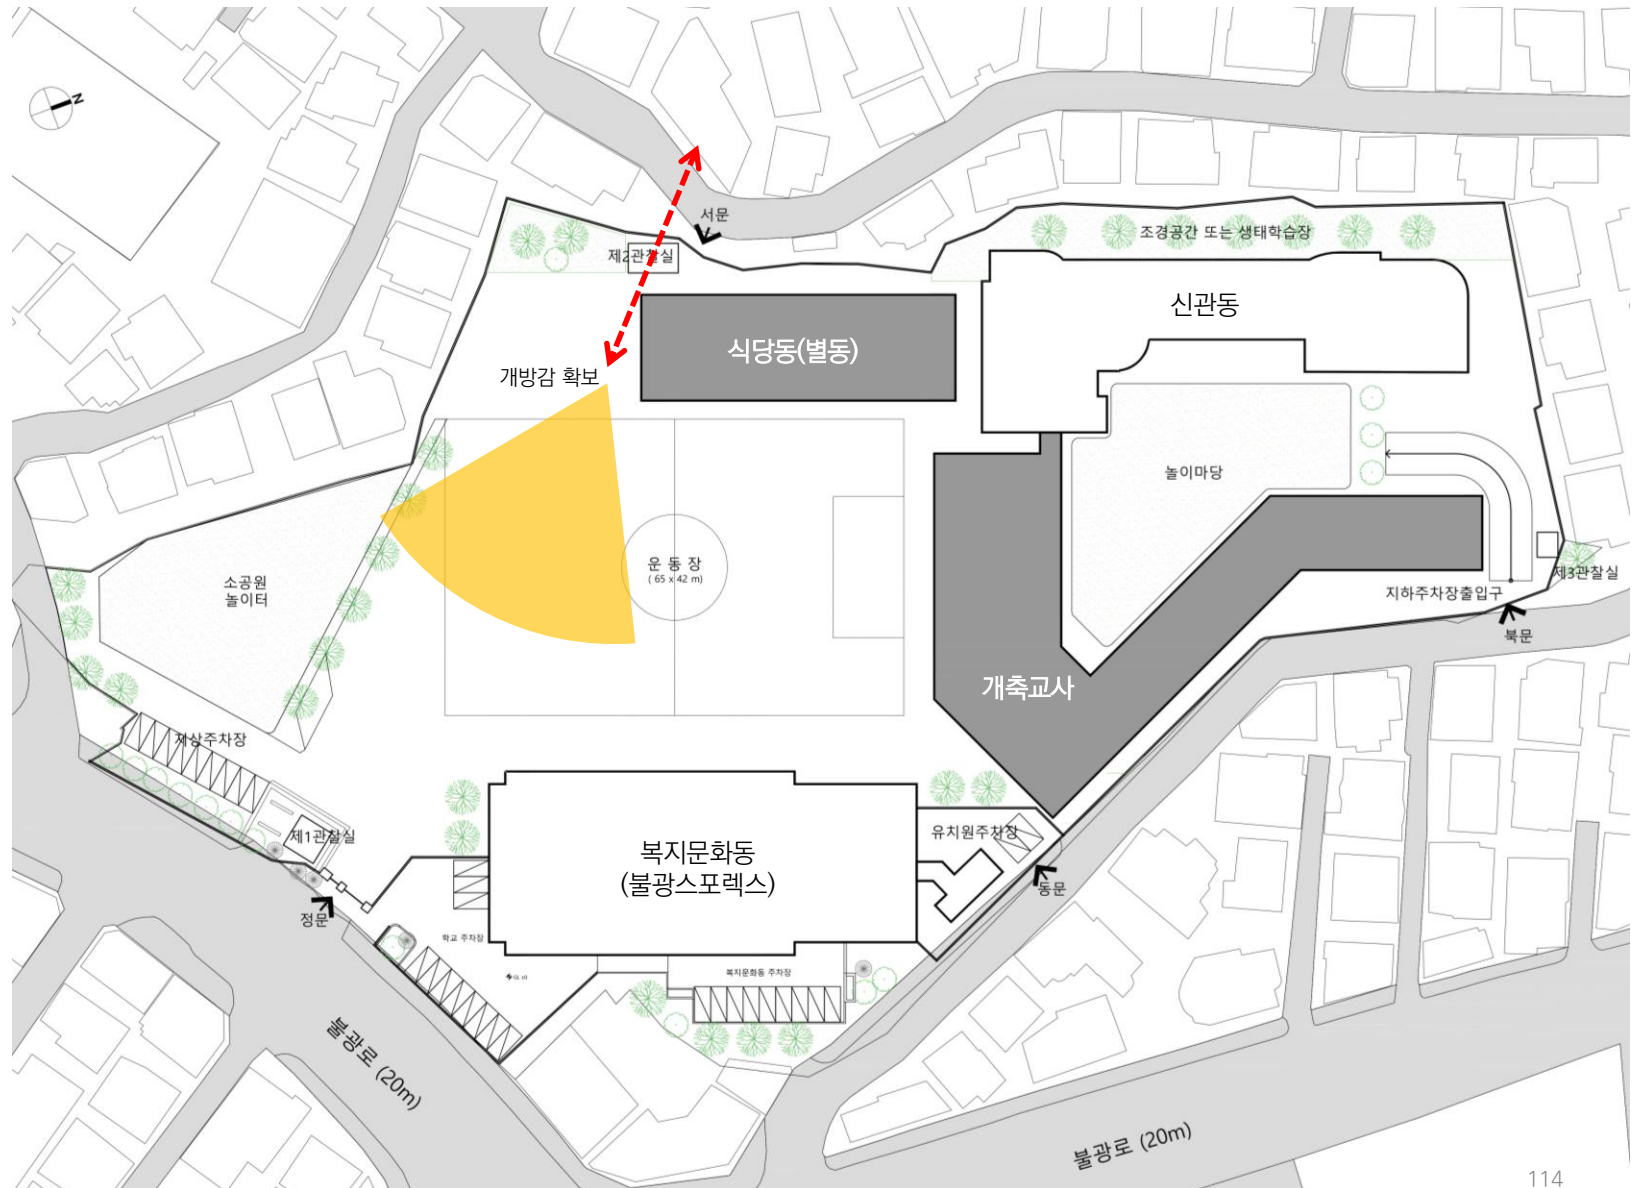 N
서문
조경공간 또는 생태학습장
제2관찰실
신관동
식당동(별동)
개방감 확보
놀이마당
운 동 장
( 65 x 42 m)
소공원
놀이터
제3관찰실
지하주차장출입구
북문
개축교사
지상주차장
제1관찰실
유치원주차장
복지문화동
(불광스포렉스)
동문
정문
학교 주차장
복지문화동 주차장
불광로 (20m)
불광로 (20m)
114